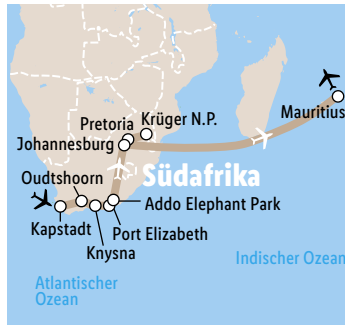 Krüger N.P.
Pretoria
Mauritius
Johannesburg
Oudtshoorn
Südafrika
Addo Elephant Park
Kapstadt
Port Elizabeth
Knysna
Indischer Ozean
Atlantischer
Ozean